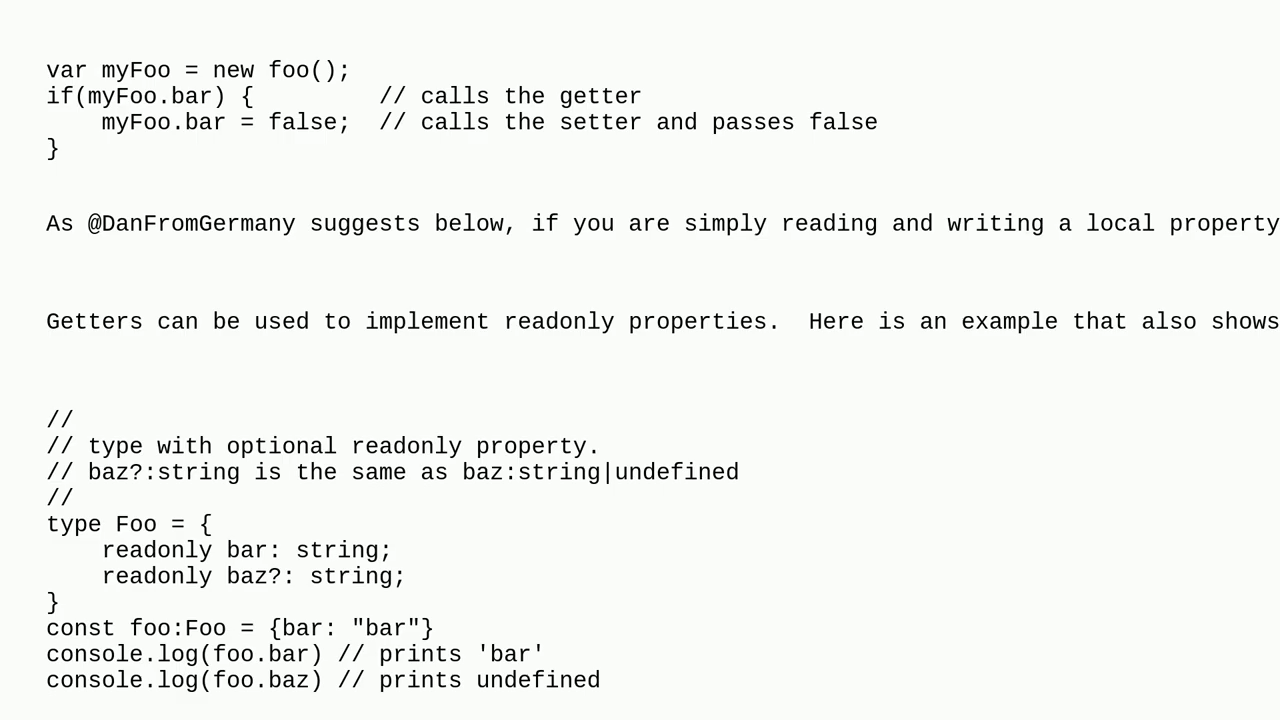 var myFoo = new foo();
if(myFoo.bar) {         // calls the getter
    myFoo.bar = false;  // calls the setter and passes false
}
As @DanFromGermany suggests below, if you are simply reading and writing a local property
Getters can be used to implement readonly properties.  Here is an example that also shows
//
// type with optional readonly property.
// baz?:string is the same as baz:string|undefined
//
type Foo = {
    readonly bar: string;
    readonly baz?: string;
}
const foo:Foo = {bar: "bar"}
console.log(foo.bar) // prints 'bar'
console.log(foo.baz) // prints undefined